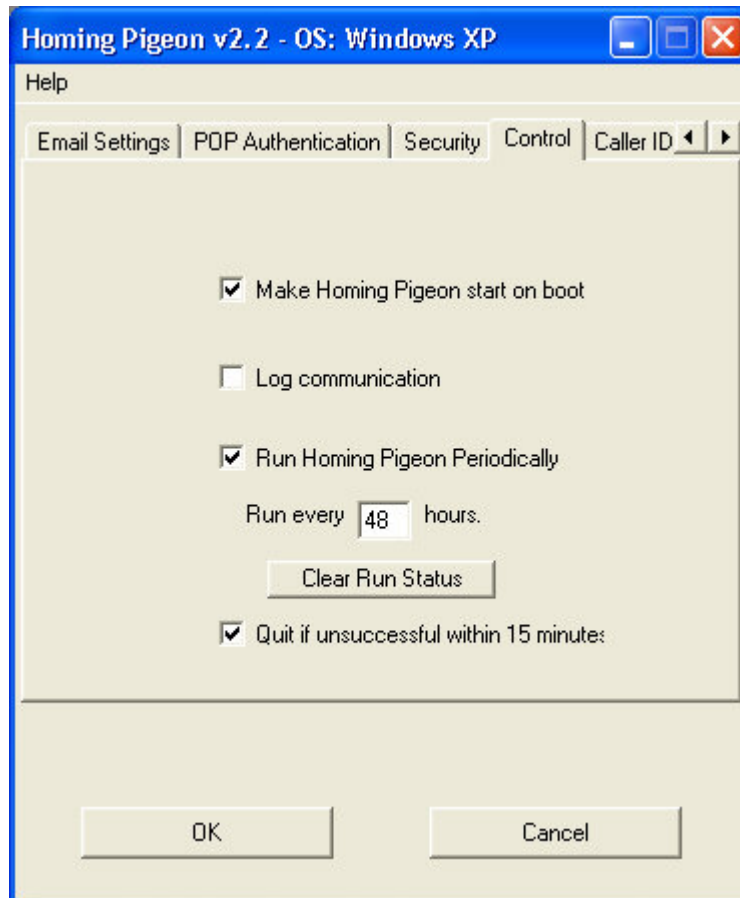 Homing Pigeon v2.2 - OS: Windows XP
Help
Email Settings POP Authentication Security Control Caller ID
Make Homing Pigeon start on boot
Log communication
Run Homing Pigeon Periodically
Run every 48 hours.
Clear Run Status
Quit if unsuccessful within 15 minutes
OK Cancel